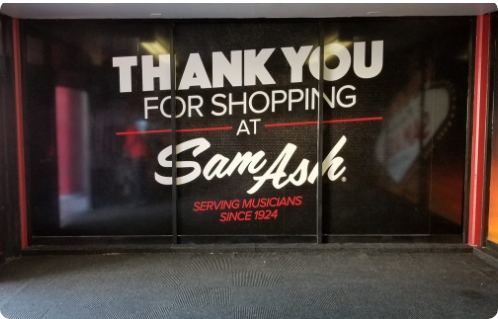 THANK YOU
FOR SHOPPING
AT
Sam Ash®
SERVING MUSICIANS
SINCE 1924